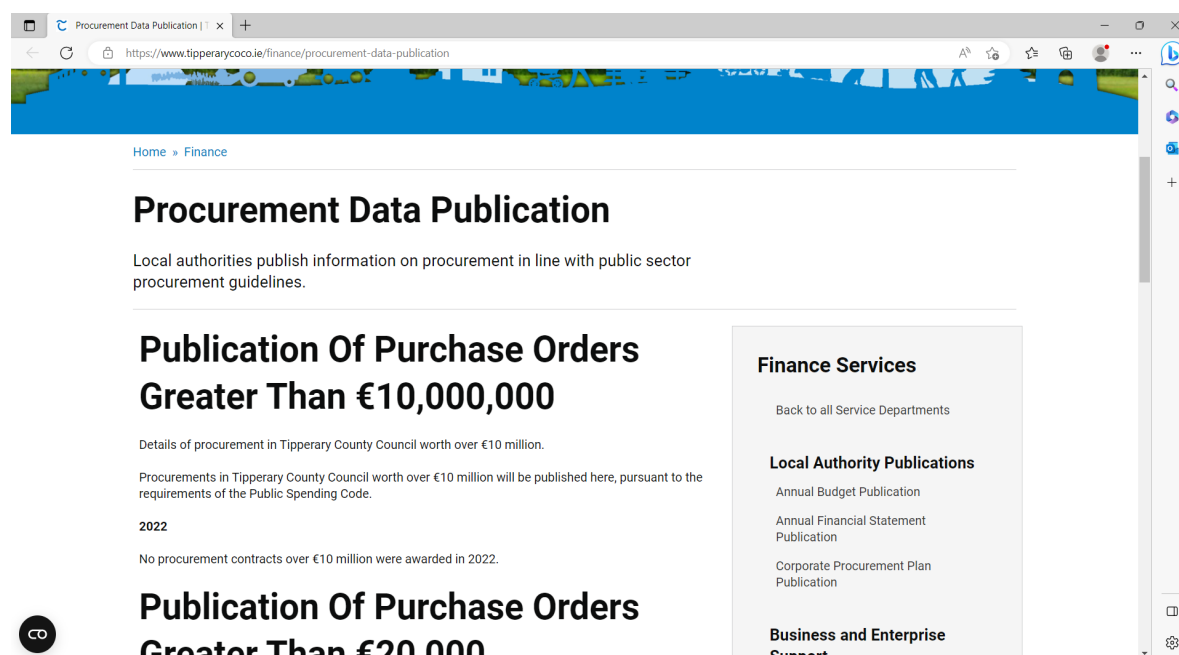 Procurement Data Publication | T
https://www.tipperarycoco.ie/finance/procurement-data-publication
Home » Finance
Procurement Data Publication
Local authorities publish information on procurement in line with public sector
procurement guidelines.
Publication Of Purchase Orders
Greater Than €10,000,000
Details of procurement in Tipperary County Council worth over €10 million.
Procurements in Tipperary County Council worth over €10 million will be published here, pursuant to the
requirements of the Public Spending Code.
2022
No procurement contracts over €10 million were awarded in 2022.
Publication Of Purchase Orders
Greater Than €20,000
Finance Services
Back to all Service Departments
Local Authority Publications
Annual Budget Publication
Annual Financial Statement
Publication
Corporate Procurement Plan
Publication
Business and Enterprise
Support